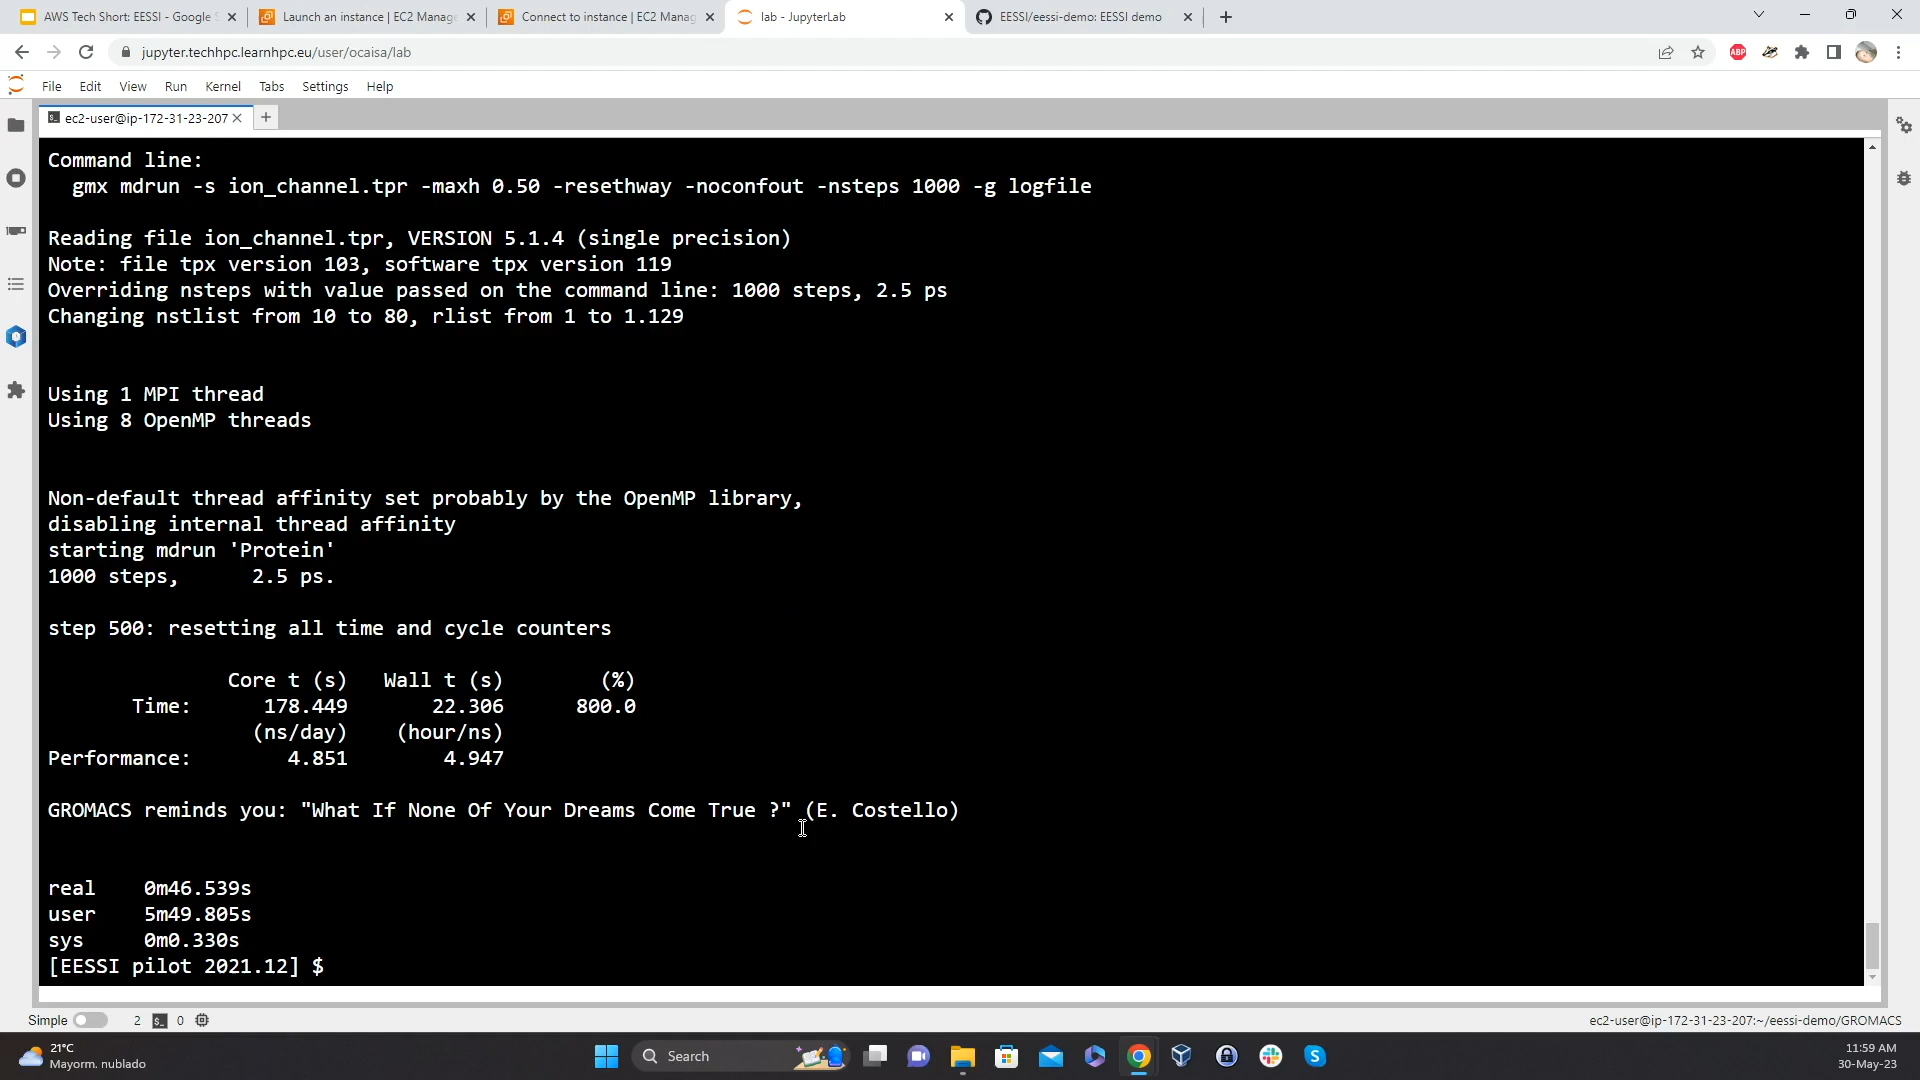 AWS Tech Short: EESSI - Google S
Launch an instance | EC2 Manage
Connect to instance | EC2 Manag
lab - JupyterLab
EESSI/eessi-demo: EESSI demo
jupyter.techhpc.learnhpc.eu/user/ocaisa/lab
ABP
File Edit View Run Kernel Tabs Settings Help
ec2-user@ip-172-31-23-207
Command line:
gmx mdrun -s ion_channel.tpr -maxh 0.50 -resethway -noconfout -nsteps 1000 -g logfile
Reading file ion_channel.tpr, VERSION 5.1.4 (single precision)
Note: file tpx version 103, software tpx version 119
Overriding nsteps with value passed on the command line: 1000 steps, 2.5 ps
Changing nstlist from 10 to 80, rlist from 1 to 1.129
Using 1 MPI thread
Using 8 OpenMP threads
Non-default thread affinity set probably by the OpenMP library,
disabling internal thread affinity
starting mdrun 'Protein'
1000 steps, 2.5 ps.
step 500: resetting all time and cycle counters
Core t (s) Wall t (s) (%)
Time: 178.449 22.306 800.0
(ns/day) (hour/ns)
Performance: 4.851 4.947
GROMACS reminds you: "What If None Of Your Dreams Come True ?" (E. Costello)
real 0m46.539s
user 5m49.805s
sys 0m0.330s
[EESSI pilot 2021.12] $
Simple 2 0
ec2-user@ip-172-31-23-207:~/eessi-demo/GROMACS
21°C
Mayorm. nublado
Search
11:59 AM
30-May-23